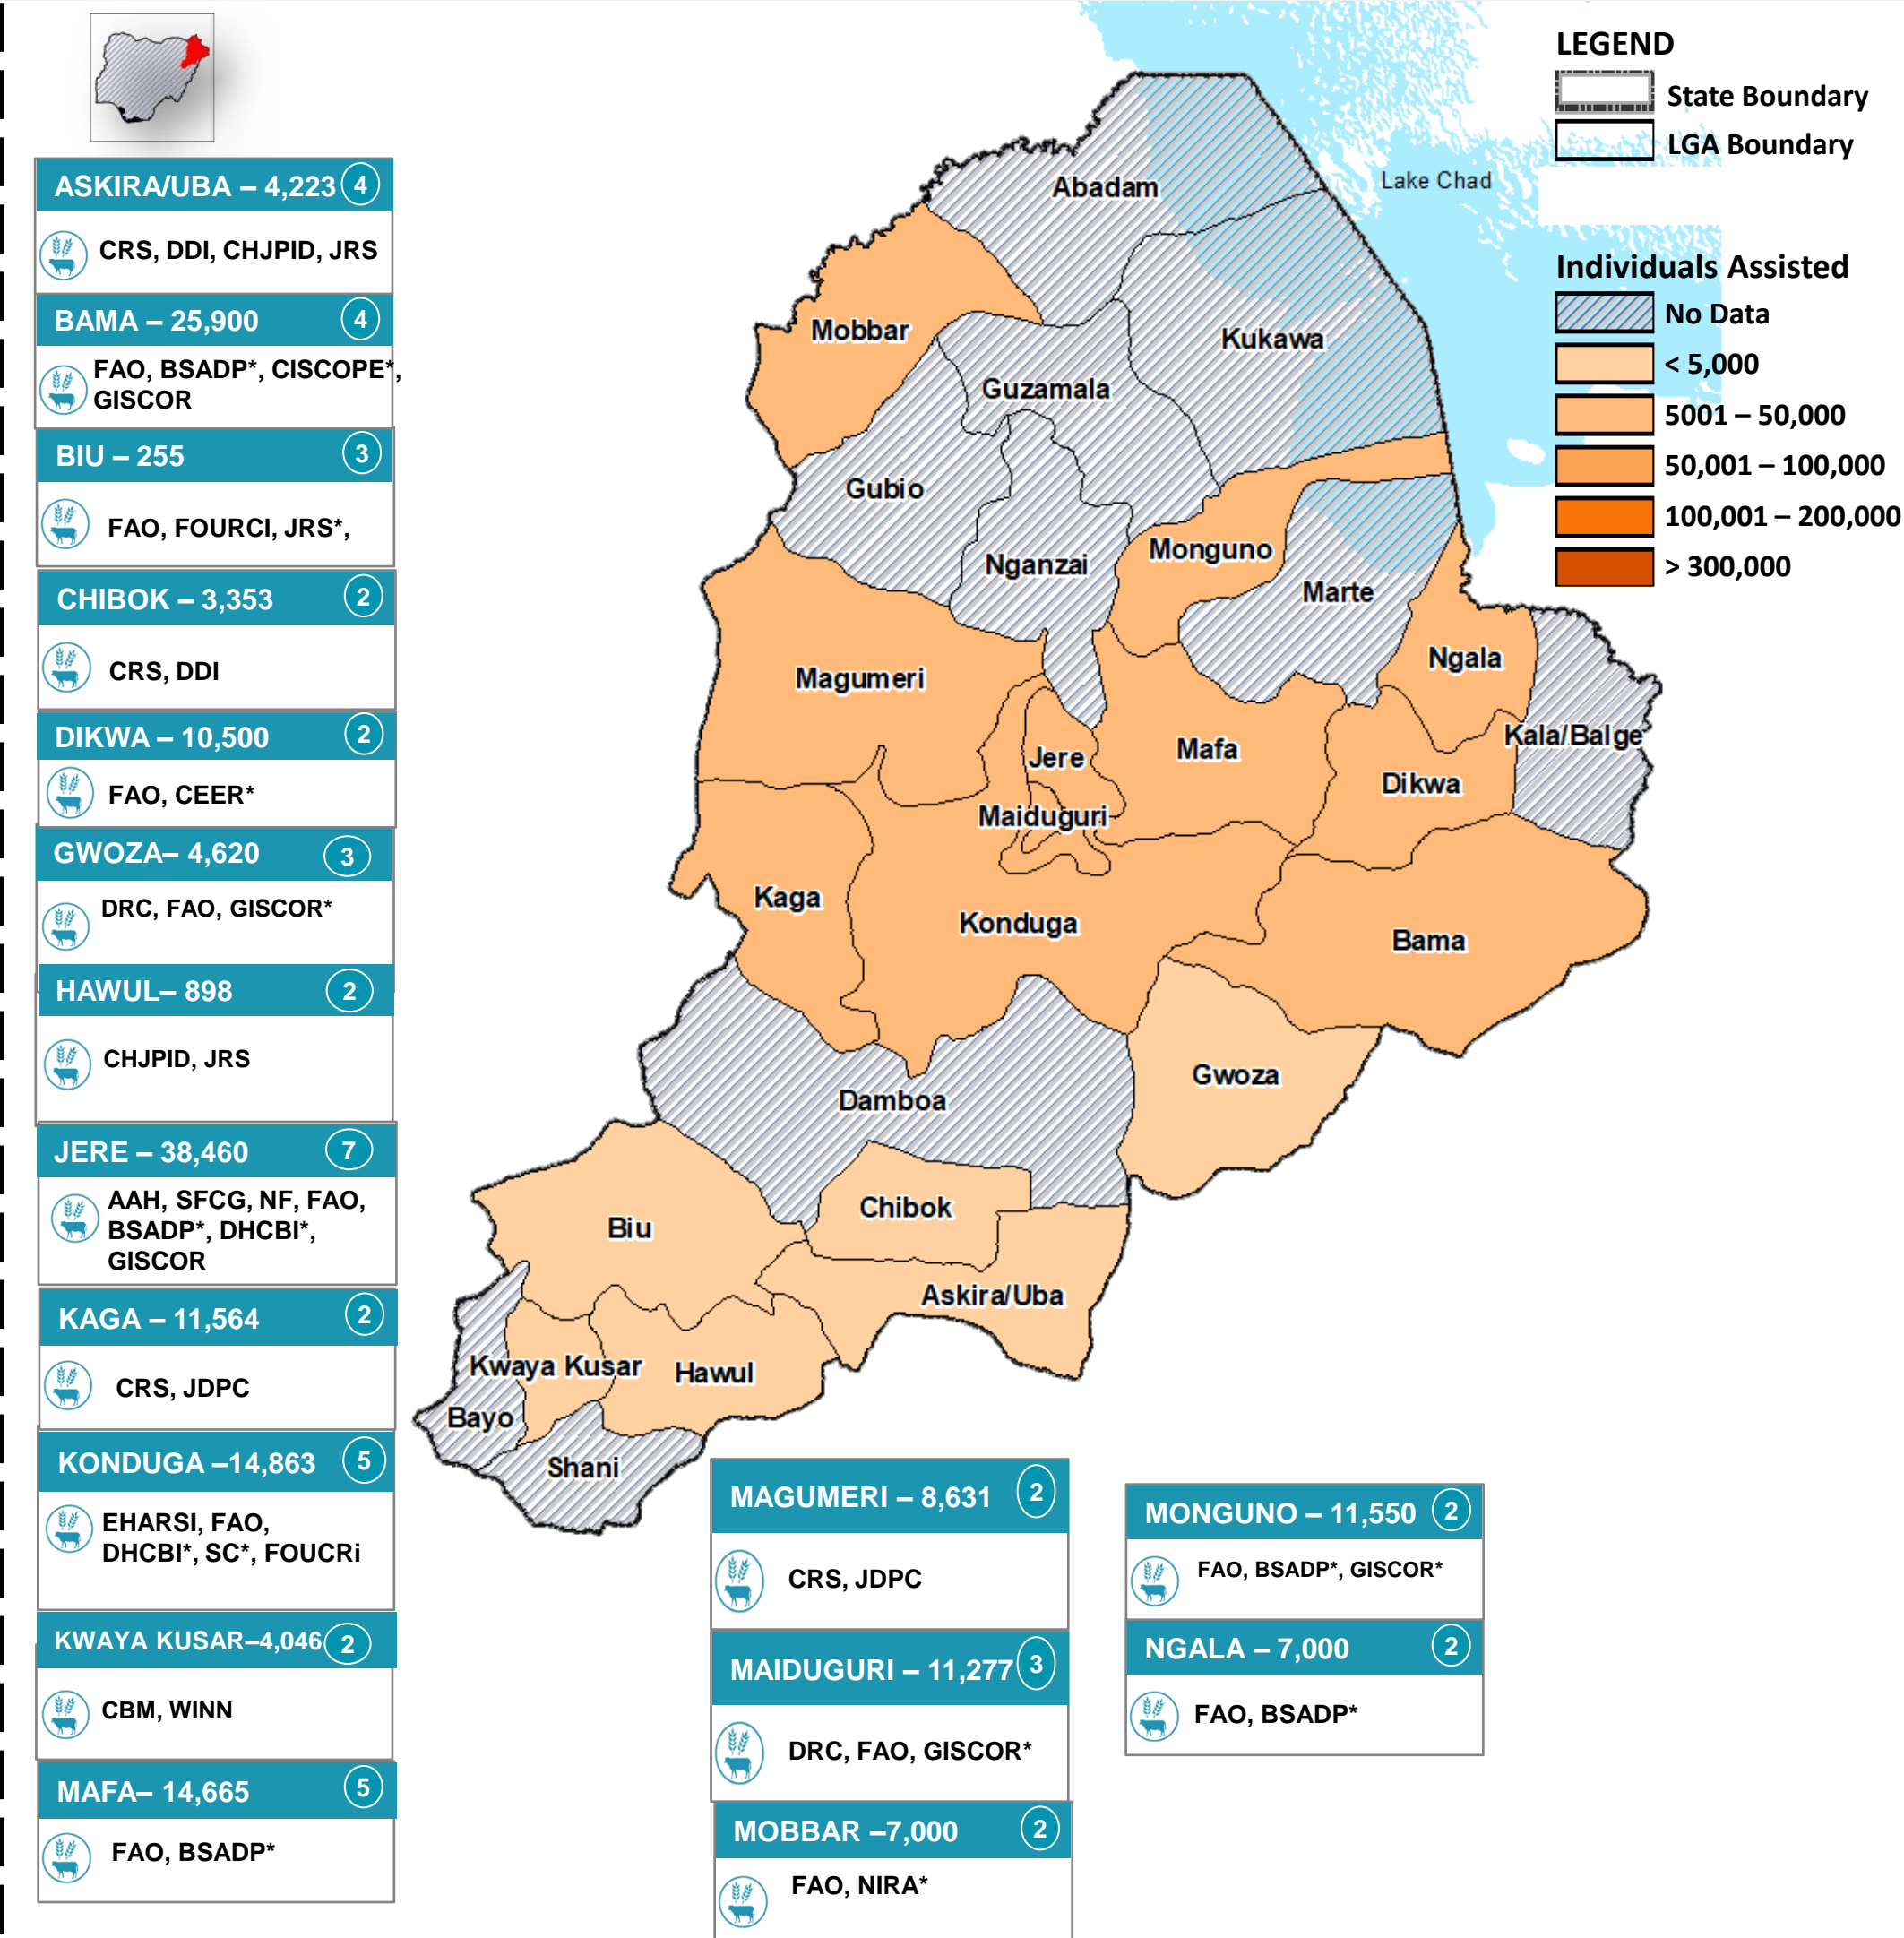 ASKIRA/UBA – 4,223 4
CRS, DDI, CHJPID, JRS
BAMA – 25,900 4
FAO, BSADP*, CISCOPE*,
GISCOR
BIU – 255 3
FAO, FOURCI, JRS*,
CHIBOK – 3,353 2
CRS, DDI
DIKWA – 10,500 2
FAO, CEER*
GWOZA– 4,620 3
DRC, FAO, GISCOR*
HAWUL– 898 2
CHJPID, JRS
JERE – 38,460 7
AAH, SFCG, NF, FAO,
BSADP*, DHCBI*,
GISCOR
KAGA – 11,564 2
CRS, JDPC
KONDUGA –14,863 5
EHARSI, FAO,
DHCBI*, SC*, FOUCRi
KWAYA KUSAR–4,046 2
CBM, WINN
MAFA– 14,665 5
FAO, BSADP*
MAGUMERI – 8,631 2
CRS, JDPC
MAIDUGURI – 11,277 3
DRC, FAO, GISCOR*
MOBBAR –7,000 2
FAO, NIRA*
MONGUNO – 11,550 2
FAO, BSADP*, GISCOR*
NGALA – 7,000 2
FAO, BSADP*
Abadam
Lake Chad
Mobbar
Kukawa
Guzamala
Gubio
Nganzai
Monguno
Marte
Ngala
Magumeri
Kala/Balge
Jere
Mafa
Dikwa
Maiduguri
Kaga
Konduga
Bama
Gwoza
Damboa
Chibok
Biu
Askira/Uba
Kwaya Kusar
Hawul
Bayo
Shani
LEGEND
State Boundary
LGA Boundary
Individuals Assisted
No Data
< 5,000
5001 – 50,000
50,001 – 100,000
100,001 – 200,000
> 300,000